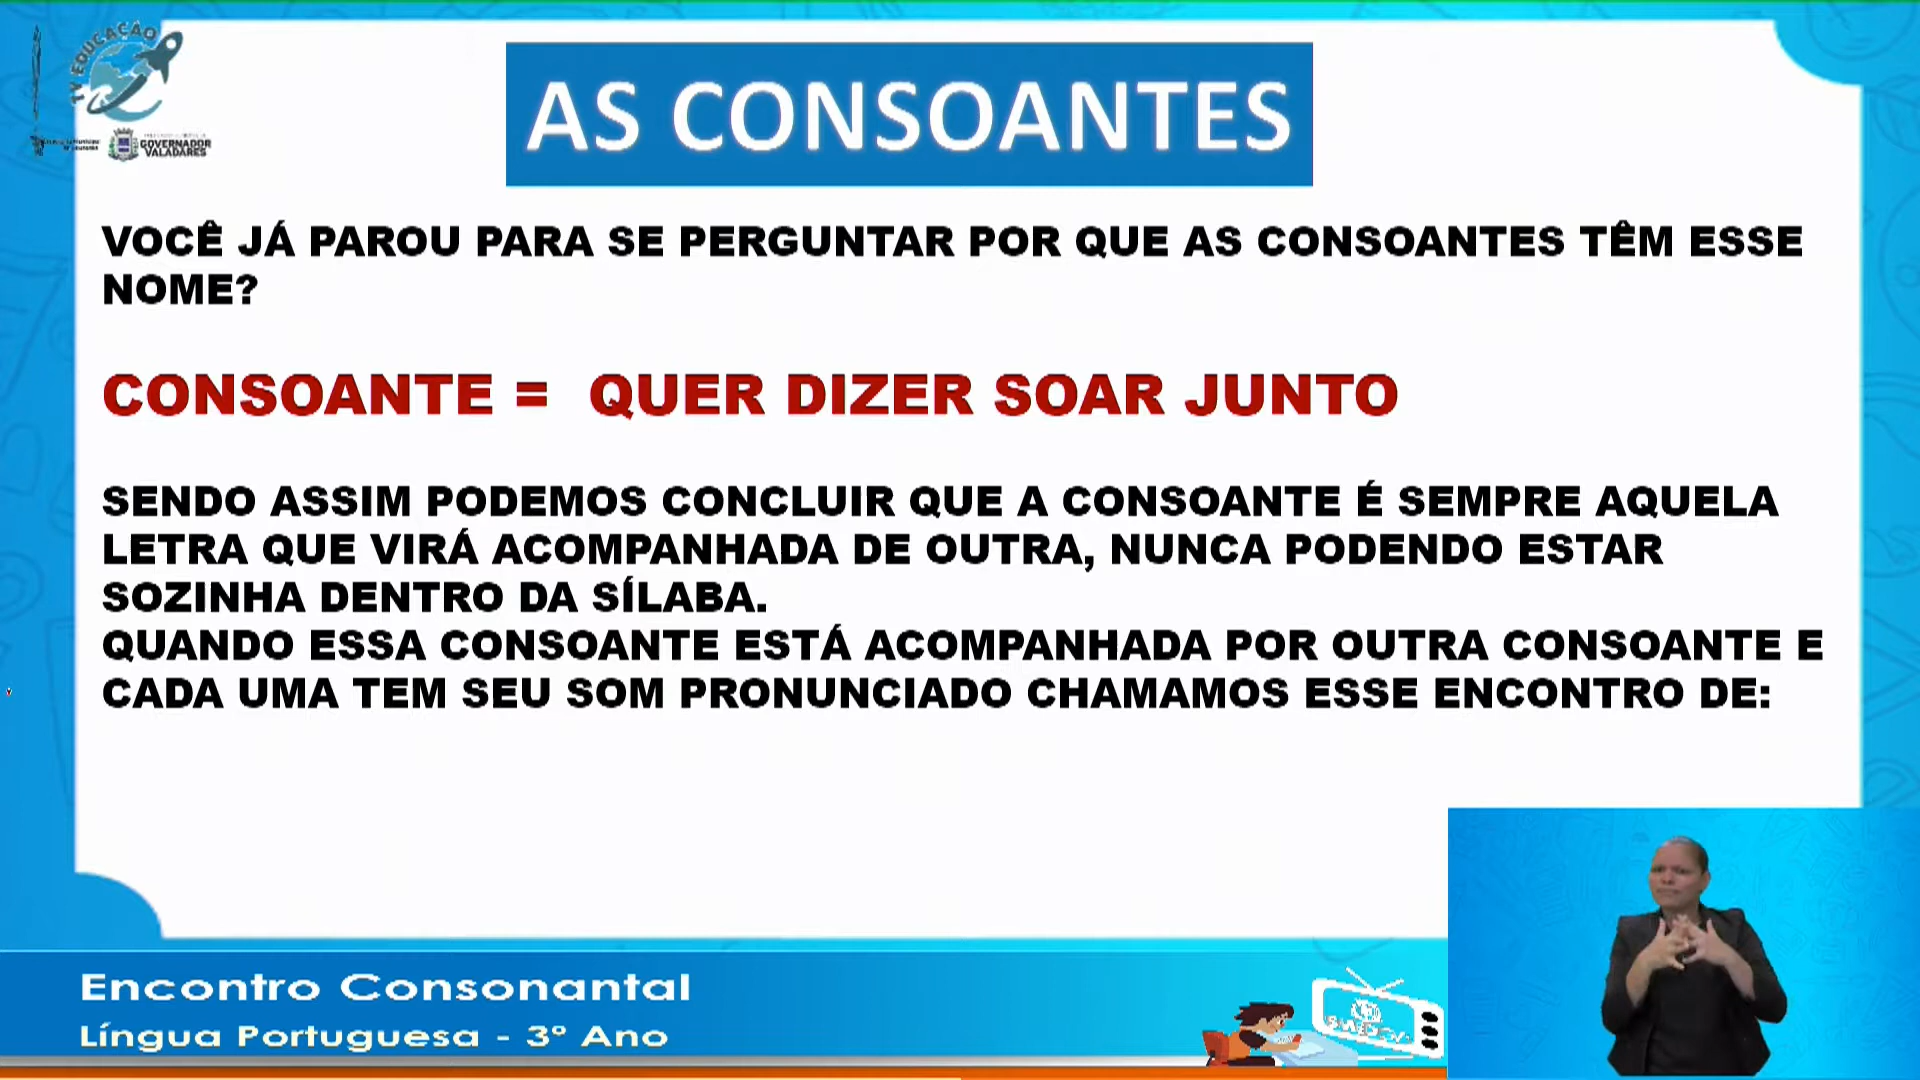 TV EDUCAÇÃO
GOVERNADOR
VALADARES
AS CONSOANTES
VOCÊ JÁ PAROU PARA SE PERGUNTAR POR QUE AS CONSOANTES TÊM ESSE
NOME?
CONSOANTE = QUER DIZER SOAR JUNTO
SENDO ASSIM PODEMOS CONCLUIR QUE A CONSOANTE É SEMPRE AQUELA
LETRA QUE VIRÁ ACOMPANHADA DE OUTRA, NUNCA PODENDO ESTAR
SOZINHA DENTRO DA SÍLABA.
QUANDO ESSA CONSOANTE ESTÁ ACOMPANHADA POR OUTRA CONSOANTE E
CADA UMA TEM SEU SOM PRONUNCIADO CHAMAMOS ESSE ENCONTRO DE:
Encontro Consonantal
Língua Portuguesa - 3º Ano